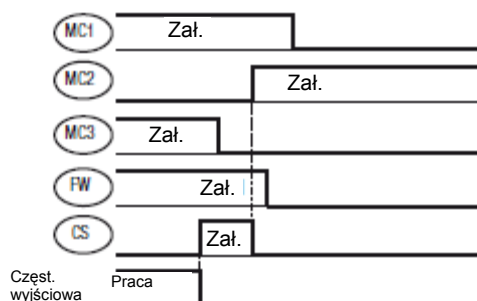 MC1 Zał.
MC2 Zał.
MC3 Zał.
FW Zał.
CS Zał.
Częst. wyjściowa Praca